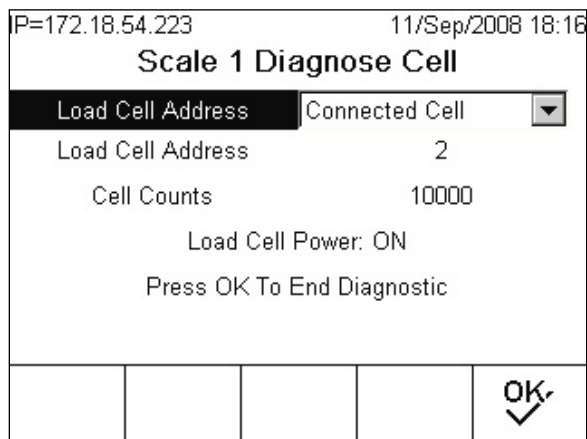 IP=172.18.54.223 11/Sep/2008 18:16
Scale 1 Diagnose Cell
Load Cell Address Connected Cell
Load Cell Address 2
Cell Counts 10000
Load Cell Power: ON
Press OK To End Diagnostic
OK